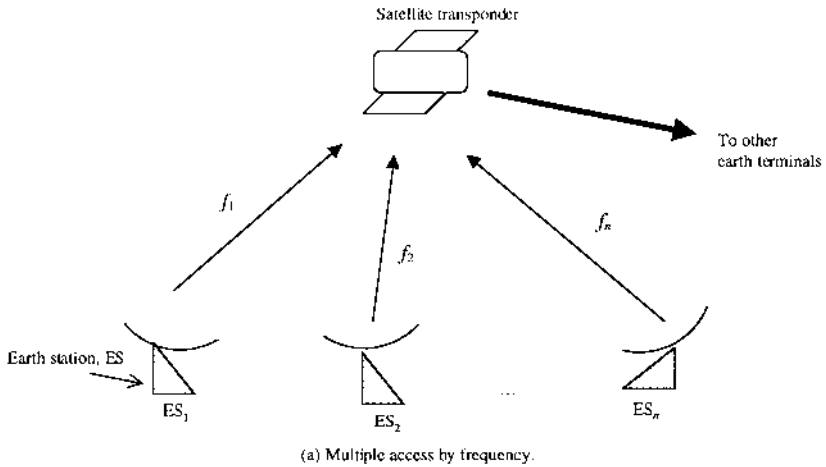 Satellite transponder
To other
earth terminals
f1
f2
fn
Earth station, ES
ES1
ES2
...
ESn
(a) Multiple access by frequency.